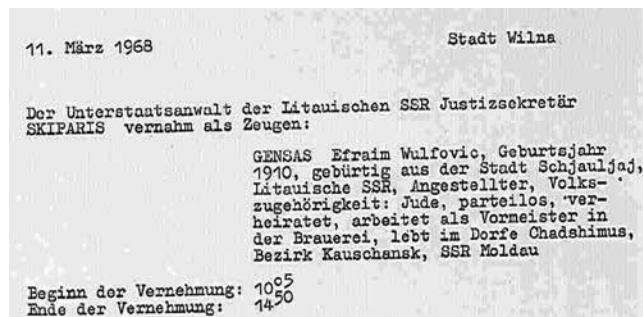 11. März 1968
Stadt Wilna
Der Unterstaatsanwalt der Litauischen SSR Justizsekretär
SKIPARIS vernahm als Zeugen:
GENSAS Efraim Wulfovic, Geburtsjahr
1910, gebürtig aus der Stadt Schjauljaj,
Litauische SSR, Angestellter, Volks-
zugehörigkeit: Jude, parteilos, ver-
heiratet, arbeitet als Vormeister in
der Brauerei, lebt im Dorfe Chadshimus,
Bezirk Kauschansk, SSR Moldau
Beginn der Vernehmung: 10⁰⁵
Ende der Vernehmung: 14⁵⁰